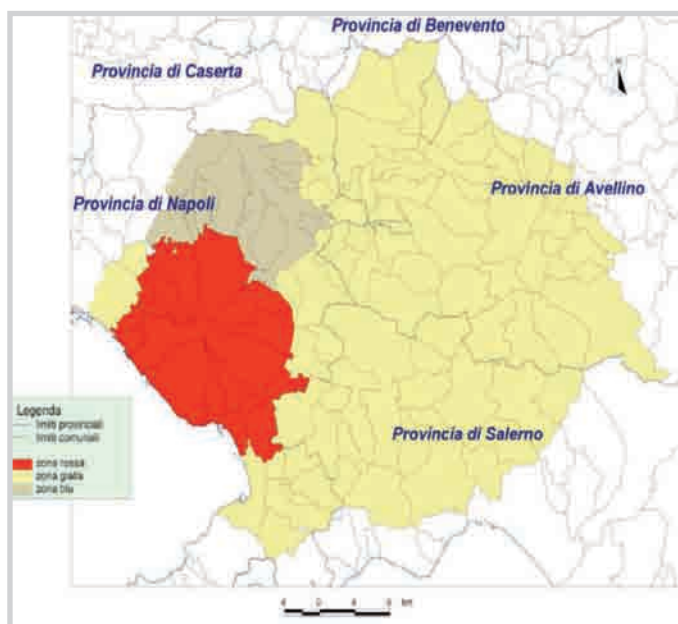 Provincia di Benevento
Provincia di Caserta
Provincia di Avellino
Provincia di Napoli
Legenda
limiti provinciali
limiti comunali
zona rossa
zona gialla
zona blu
Provincia di Salerno
km